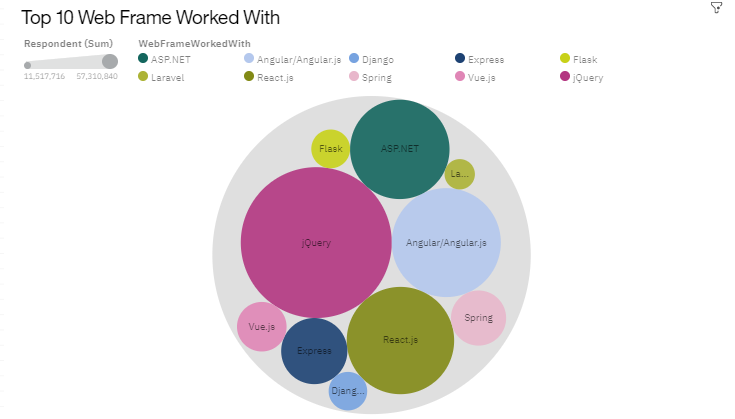 Top 10 Web Frame Worked With
Respondent (Sum)
11,517,716 57,310,840
WebFrameWorkedWith
ASP.NET Angular/Angular.js Django Express Flask
Laravel React.js Spring Vue.js jQuery
Flask
ASP.NET
La...
jQuery
Angular/Angular.js
Spring
Vue.js
React.js
Express
Djang...